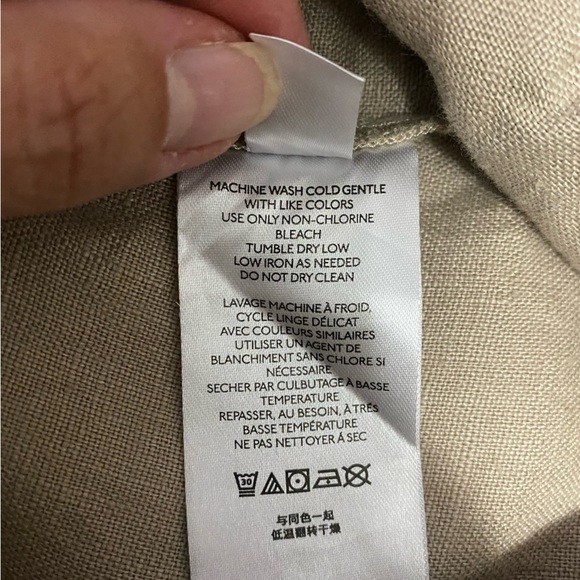 MACHINE WASH COLD GENTLE
WITH LIKE COLORS
USE ONLY NON-CHLORINE
BLEACH
TUMBLE DRY LOW
LOW IRON AS NEEDED
DO NOT DRY CLEAN
LAVAGE MACHINE À FROID,
CYCLE LINGE DÉLICAT
AVEC COULEURS SIMILAIRES
UTILISER UN AGENT DE
BLANCHIMENT SANS CHLORE SI
NÉCESSAIRE
SECHER PAR CULBUTAGE À BASSE
TEMPERATURE
REPASSER, AU BESOIN, À TRÈS
BASSE TEMPÉRATURE
NE PAS NETTOYER À SEC
30
与同色一起
低温翻转干燥